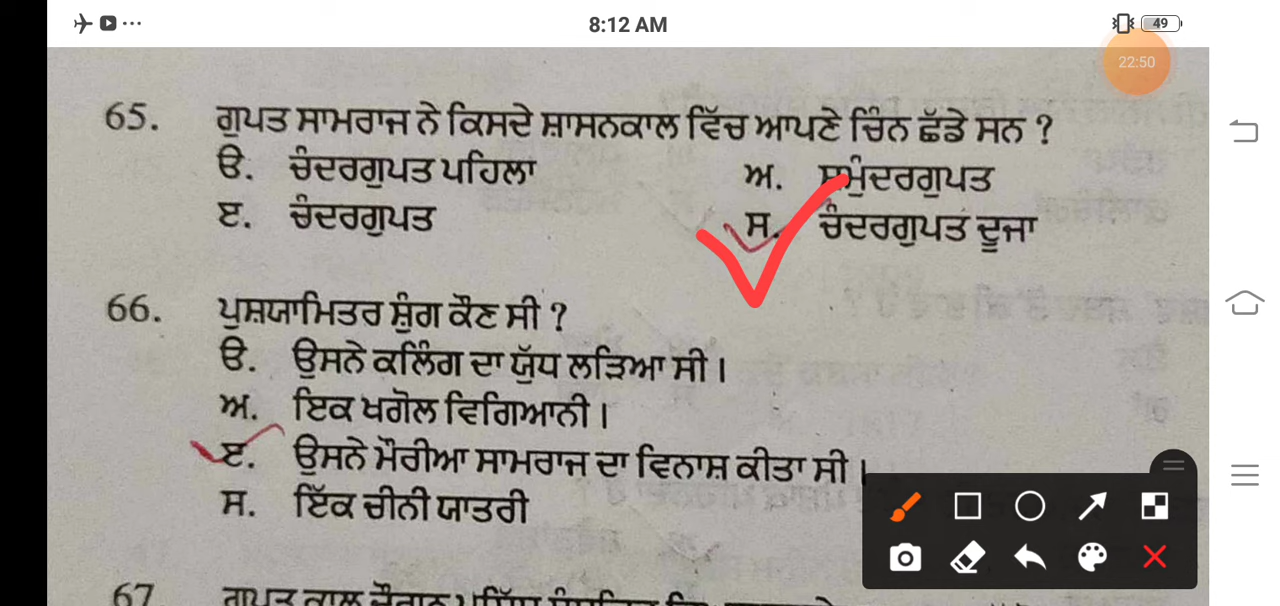 8:12 AM
49
22:50
65. ਗੁਪਤ ਸਾਮਰਾਜ ਨੇ ਕਿਸਦੇ ਸ਼ਾਸਨਕਾਲ ਵਿੱਚ ਆਪਣੇ ਚਿੰਨ ਛੱਡੇ ਸਨ ?
ੳ. ਚੰਦਰਗੁਪਤ ਪਹਿਲਾ ਅ. ਸਮੁੰਦਰਗੁਪਤ
ੲ. ਚੰਦਰਗੁਪਤ ਸ. ਚੰਦਰਗੁਪਤ ਦੂਜਾ
66. ਪੁਸ਼ਯਾਮਿਤਰ ਸ਼ੁੰਗ ਕੌਣ ਸੀ ?
ੳ. ਉਸਨੇ ਕਲਿੰਗ ਦਾ ਯੁੱਧ ਲੜਿਆ ਸੀ ।
ਅ. ਇਕ ਖਗੋਲ ਵਿਗਿਆਨੀ ।
ੲ. ਉਸਨੇ ਮੌਰੀਆ ਸਾਮਰਾਜ ਦਾ ਵਿਨਾਸ਼ ਕੀਤਾ ਸੀ ।
ਸ. ਇੱਕ ਚੀਨੀ ਯਾਤਰੀ
67 ਗੁਪਤ ਕਾਲ ਦੌਰਾਨ